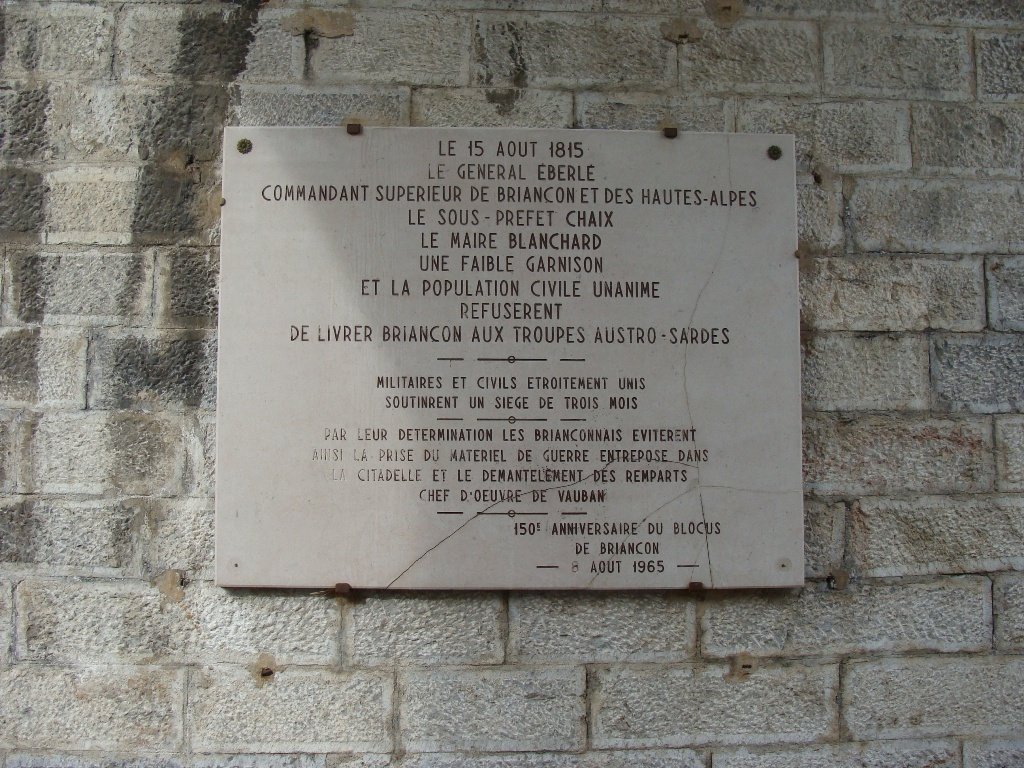 LE 15 AOUT 1815
LE GENERAL ÉBERLÉ
COMMANDANT SUPERIEUR DE BRIANCON ET DES HAUTES-ALPES
LE SOUS-PREFET CHAIX
LE MAIRE BLANCHARD
UNE FAIBLE GARNISON
ET LA POPULATION CIVILE UNANIME
REFUSERENT
DE LIVRER BRIANCON AUX TROUPES AUSTRO-SARDES
MILITAIRES ET CIVILS ETROITEMENT UNIS
SOUTINRENT UN SIEGE DE TROIS MOIS
PAR LEUR DETERMINATION LES BRIANCONNAIS EVITERENT
AINSI LA PRISE DU MATERIEL DE GUERRE ENTREPOSE DANS
LA CITADELLE ET LE DEMANTELEMENT DES REMPARTS
CHEF D'OEUVRE DE VAUBAN
150E ANNIVERSAIRE DU BLOCUS
DE BRIANCON
8 AOUT 1965